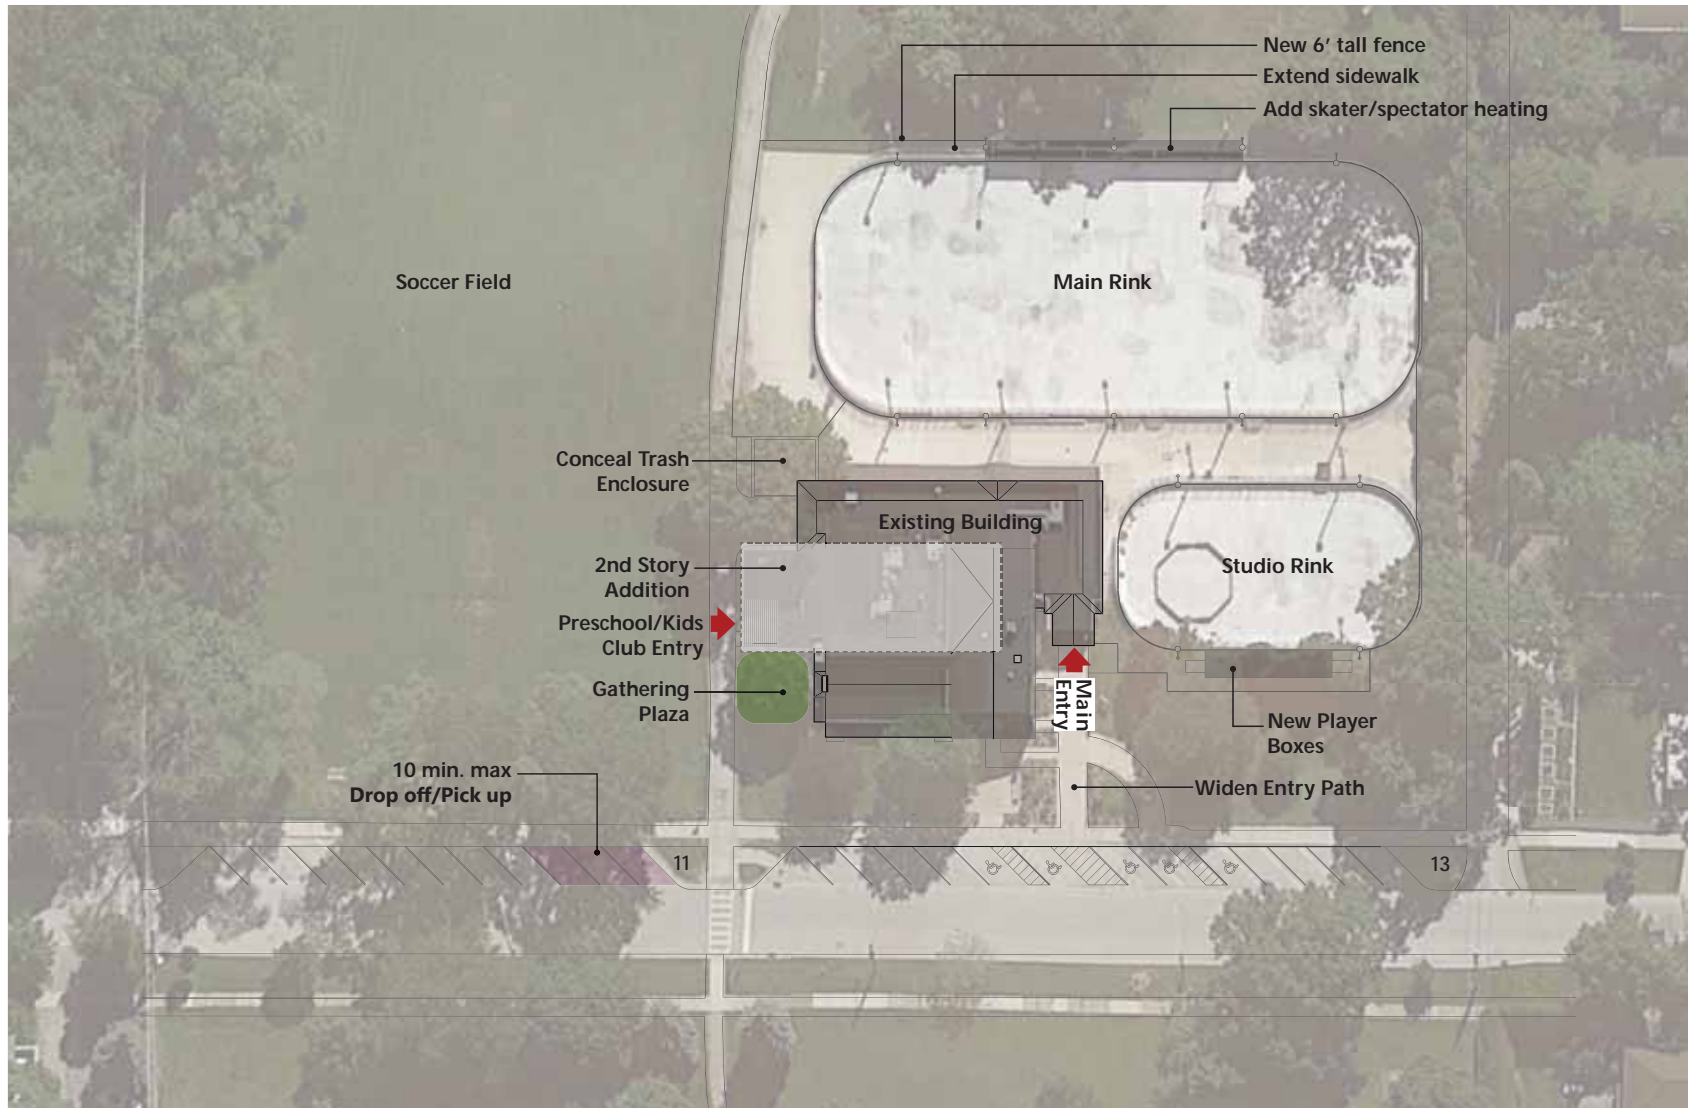 New 6' tall fence
Extend sidewalk
Add skater/spectator heating
Soccer Field
Main Rink
Conceal Trash
Enclosure
Existing Building
2nd Story
Addition
Studio Rink
Preschool/Kids
Club Entry
Gathering
Plaza
Main
Entry
New Player
Boxes
10 min. max
Drop off/Pick up
Widen Entry Path
11
13